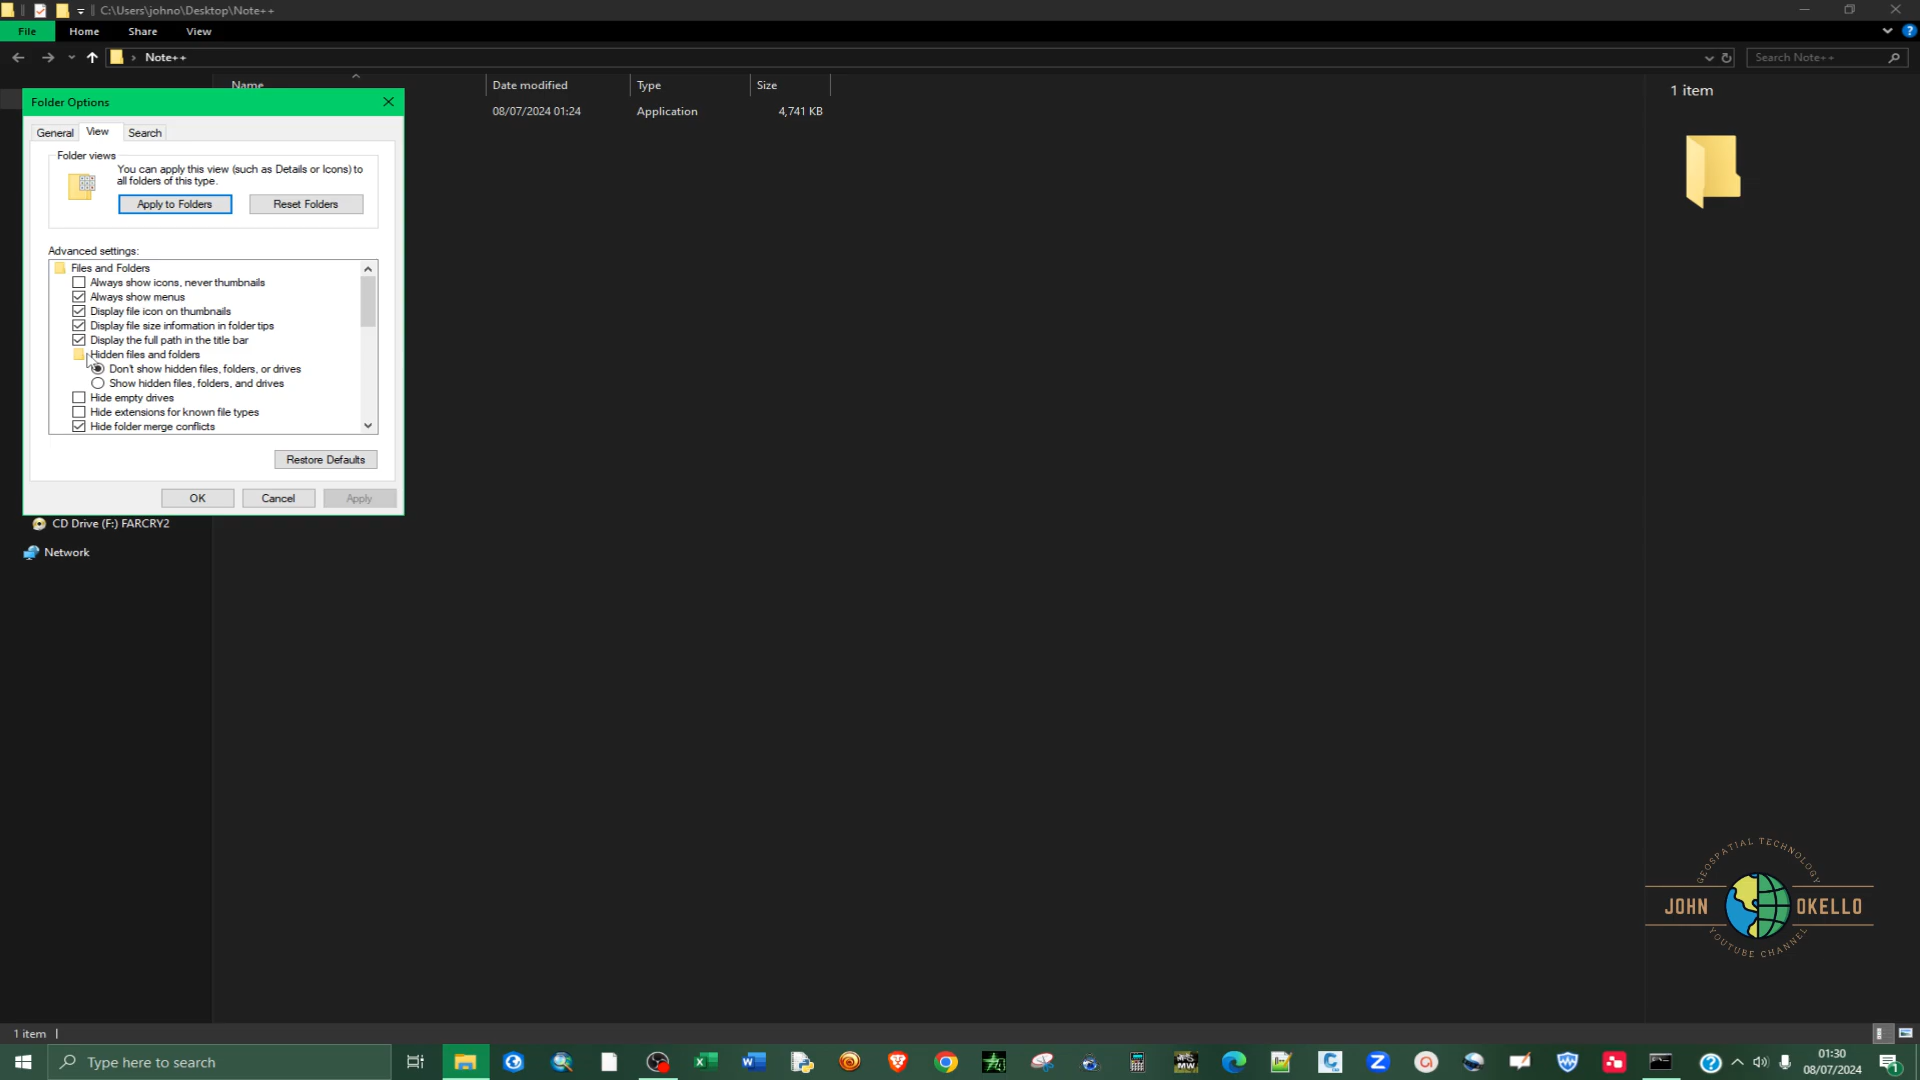 C:\Users\johno\Desktop\Note++
File Home Share View
Note++
Search Note++
Name Date modified Type Size
08/07/2024 01:24 Application 4,741 KB
1 item
Folder Options
General View Search
Folder views
You can apply this view (such as Details or Icons) to
all folders of this type.
Apply to Folders Reset Folders
Advanced settings:
Files and Folders
Always show icons, never thumbnails
Always show menus
Display file icon on thumbnails
Display file size information in folder tips
Display the full path in the title bar
Hidden files and folders
Don't show hidden files, folders, or drives
Show hidden files, folders, and drives
Hide empty drives
Hide extensions for known file types
Hide folder merge conflicts
Restore Defaults
OK Cancel Apply
CD Drive (F:) FARCRY2
Network
GEOSPATIAL TECHNOLOGY
JOHN OKELLO
YOUTUBE CHANNEL
1 item
Type here to search
01:30
08/07/2024